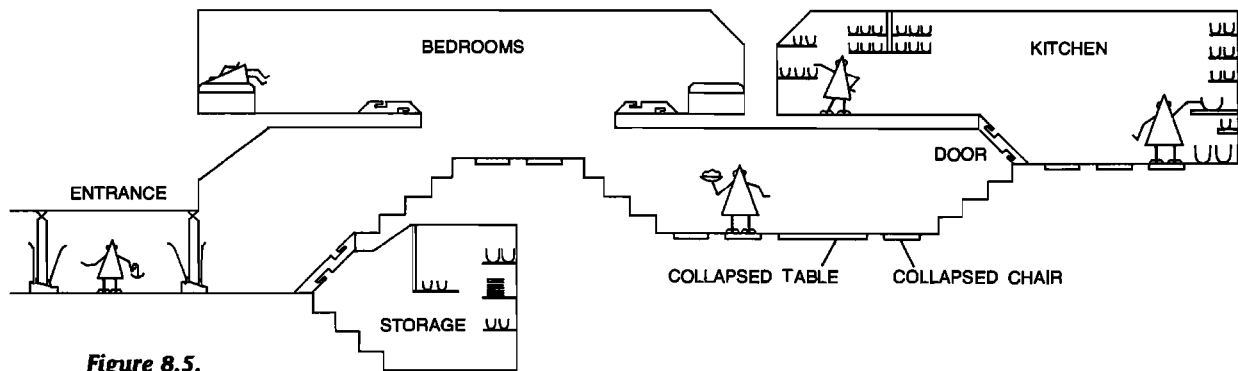 BEDROOMS
KITCHEN
DOOR
ENTRANCE
COLLAPSED TABLE
COLLAPSED CHAIR
STORAGE
Figure 8.5.